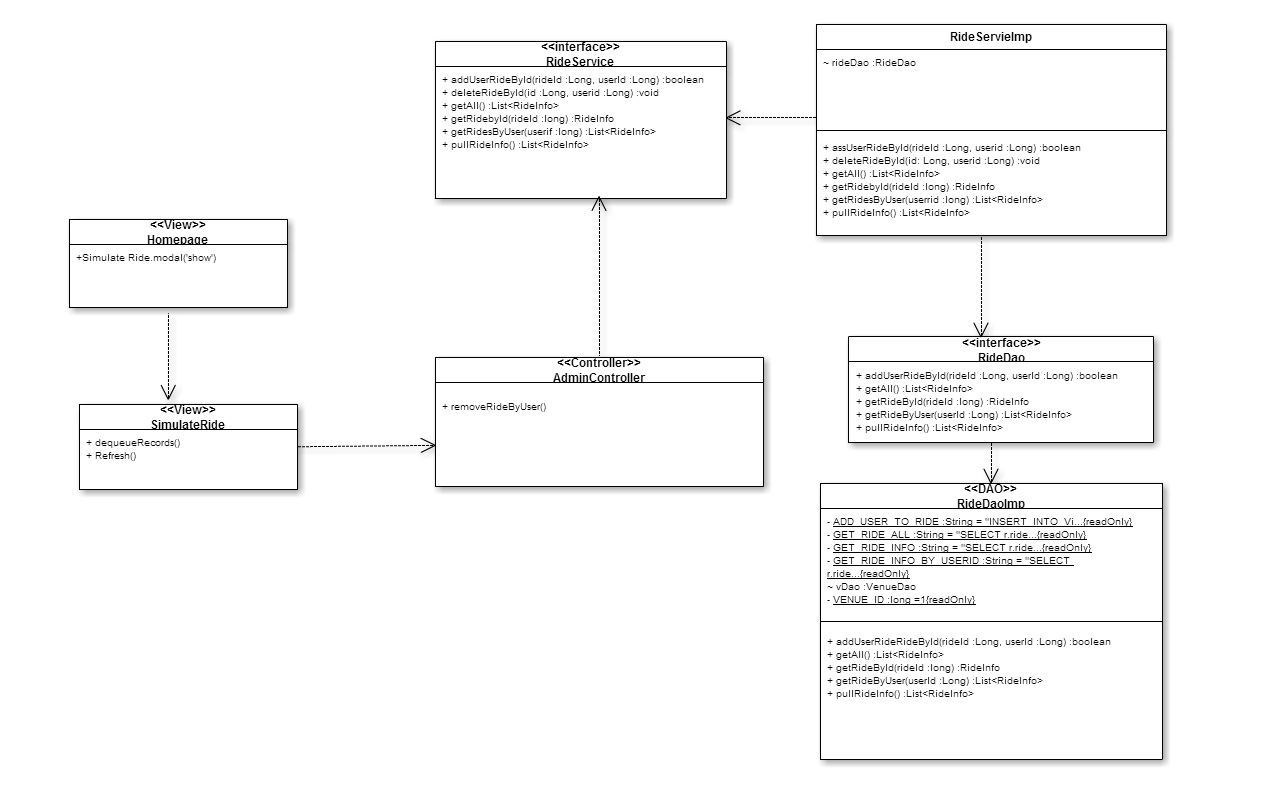 <<interface>>
RideService
+ addUserRideById(rideId :Long, userId :Long) :boolean
+ deleteRideById(id :Long, userid :Long) :void
+ getAll() :List<RideInfo>
+ getRidebyId(rideId :long) :RideInfo
+ getRidesByUser(userif :long) :List<RideInfo>
+ pullRideInfo() :List<RideInfo>
RideServieImp
~ rideDao :RideDao
+ assUserRideById(rideId :Long, userid :Long) :boolean
+ deleteRideById(id: Long, userid :Long) :void
+ getAll() :List<RideInfo>
+ getRidebyId(rideId :long) :RideInfo
+ getRidesByUser(userrid :long) :List<RideInfo>
+ pullRideInfo() :List<RideInfo>
<<View>>
Homepage
+Simulate Ride.modal('show')
<<View>>
SimulateRide
+ dequeueRecords()
+ Refresh()
<<Controller>>
AdminController
+ removeRideByUser()
<<interface>>
RideDao
+ addUserRideById(rideId :Long, userId :Long) :boolean
+ getAll() :List<RideInfo>
+ getRideById(rideId :long) :RideInfo
+ getRideByUser(userId :Long) :List<RideInfo>
+ pullRideInfo() :List<RideInfo>
<<DAO>>
RideDaoImp
- ADD_USER_TO_RIDE :String = "INSERT_INTO_Vi...{readOnly}
- GET_RIDE_ALL :String = "SELECT r.ride...{readOnly}
- GET_RIDE_INFO :String = "SELECT r.ride...{readOnly}
- GET_RIDE_INFO_BY_USERID :String = "SELECT
r.ride...{readOnly}
~ vDao :VenueDao
- VENUE_ID :long =1{readOnly}
+ addUserRideRideById(rideId :Long, userId :Long) :boolean
+ getAll() :List<RideInfo>
+ getRideById(rideId :long) :RideInfo
+ getRideByUser(userId :Long) :List<RideInfo>
+ pullRideInfo() :List<RideInfo>